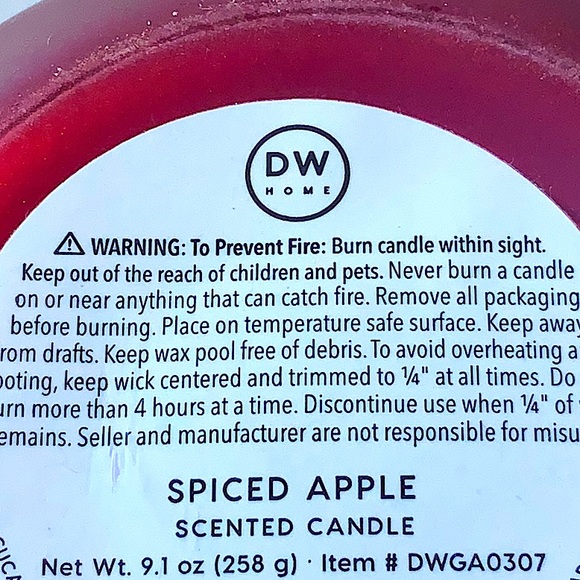 DW
HOME
⚠ WARNING: To Prevent Fire: Burn candle within sight.
Keep out of the reach of children and pets. Never burn a candle
on or near anything that can catch fire. Remove all packaging
before burning. Place on temperature safe surface. Keep away
rom drafts. Keep wax pool free of debris. To avoid overheating a
ooting, keep wick centered and trimmed to ¼" at all times. Do
urn more than 4 hours at a time. Discontinue use when ¼" of
emains. Seller and manufacturer are not responsible for misu
SPICED APPLE
SCENTED CANDLE
Net Wt. 9.1 oz (258 g) · Item # DWGA0307